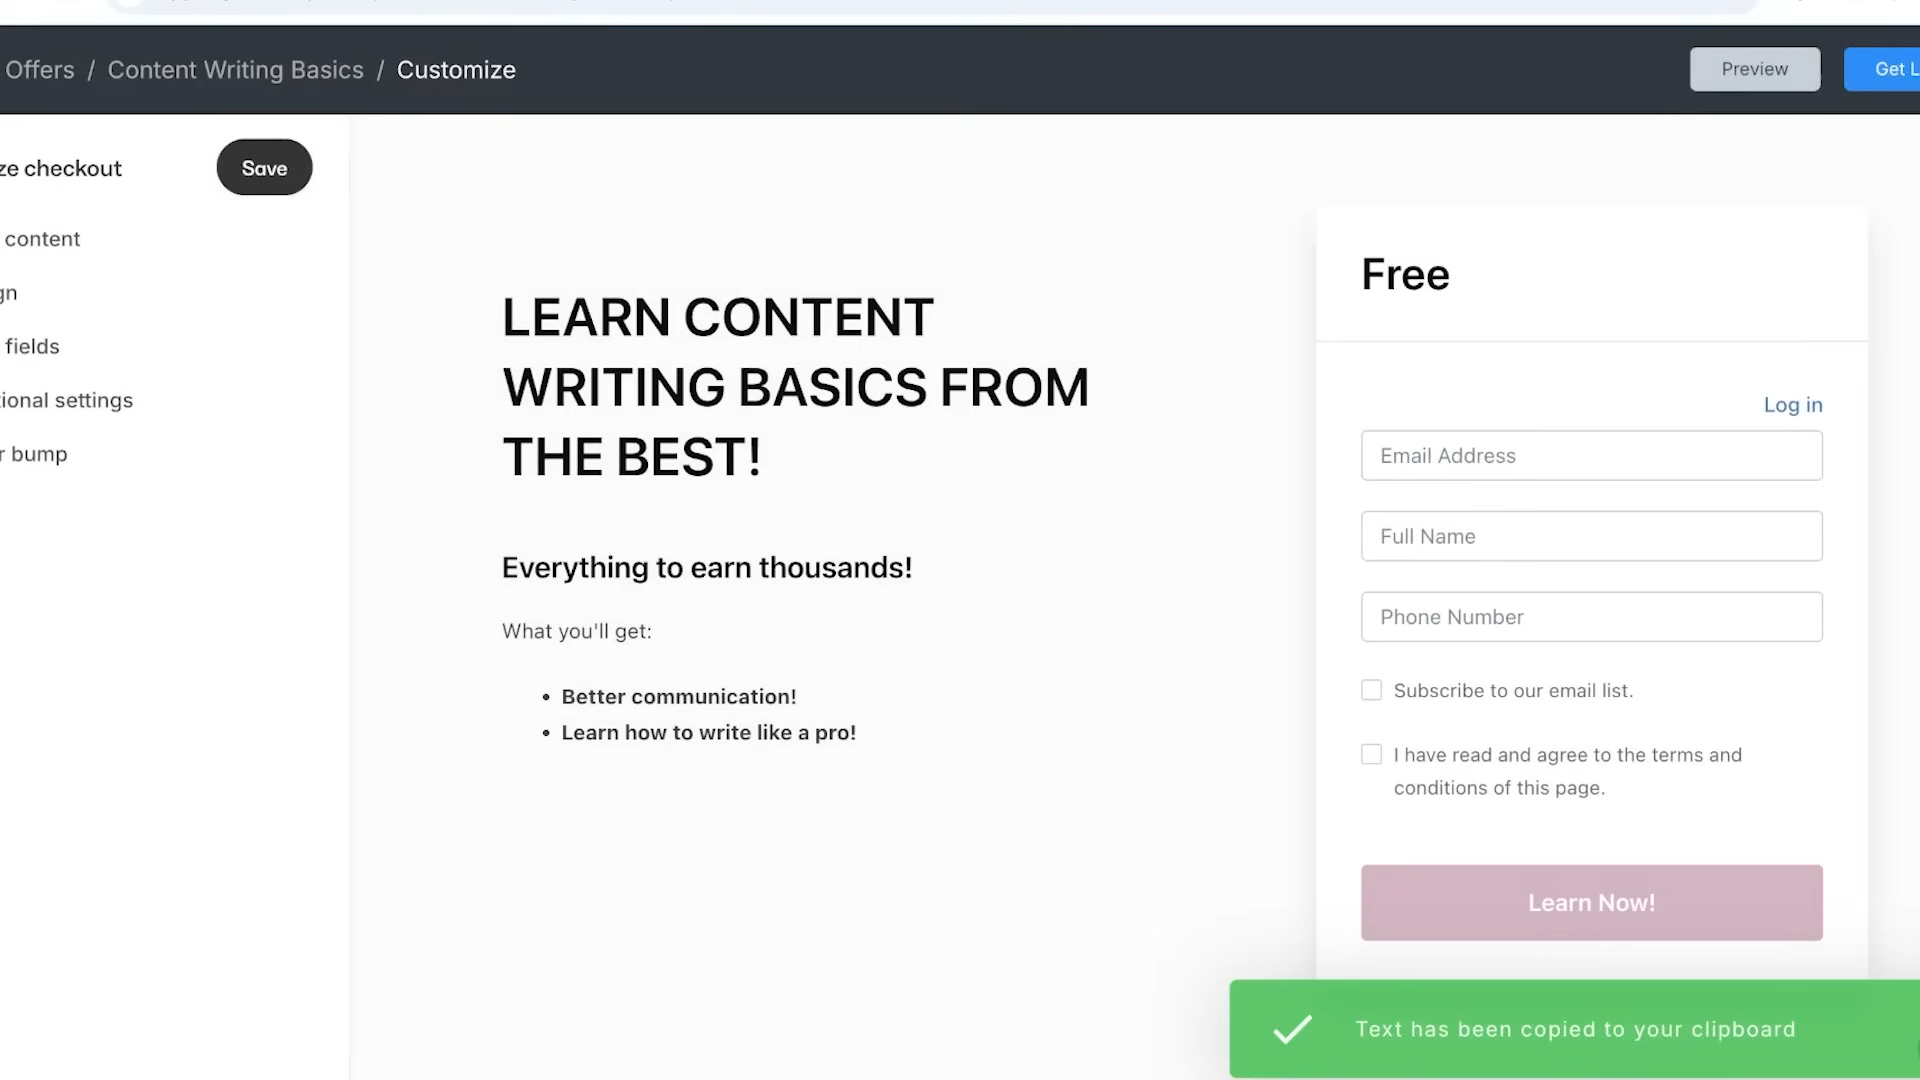 Offers / Content Writing Basics / Customize
Preview
Get L
ze checkout
Save
content
gn
fields
tional settings
r bump
LEARN CONTENT
WRITING BASICS FROM
THE BEST!
Everything to earn thousands!
What you'll get:
• Better communication!
• Learn how to write like a pro!
Free
Log in
Email Address
Full Name
Phone Number
Subscribe to our email list.
I have read and agree to the terms and
conditions of this page.
Learn Now!
Text has been copied to your clipboard